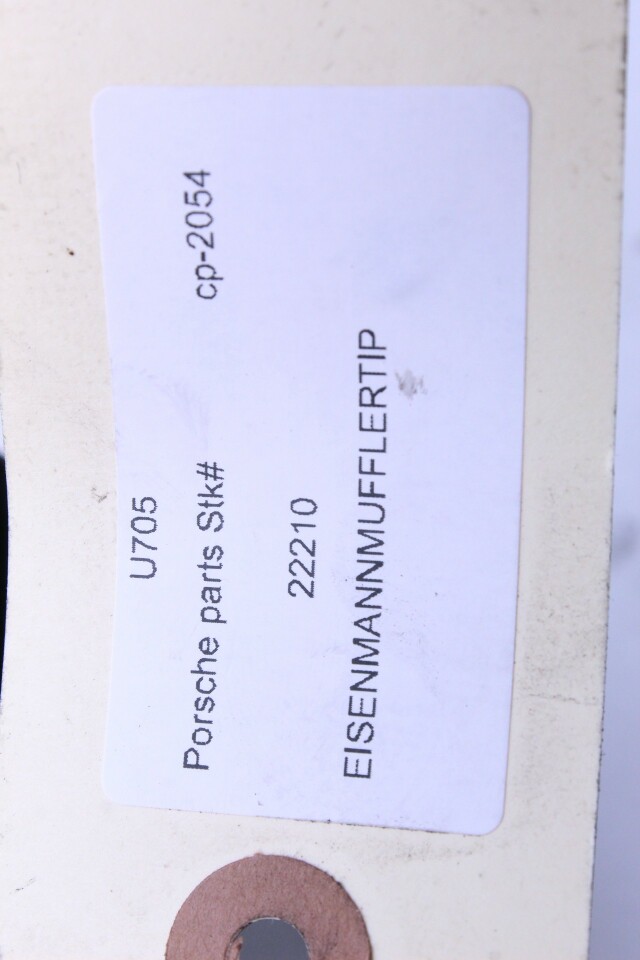 U705
Porsche parts Stk# cp-2054
22210
EISENMANNMUFFLERTIP